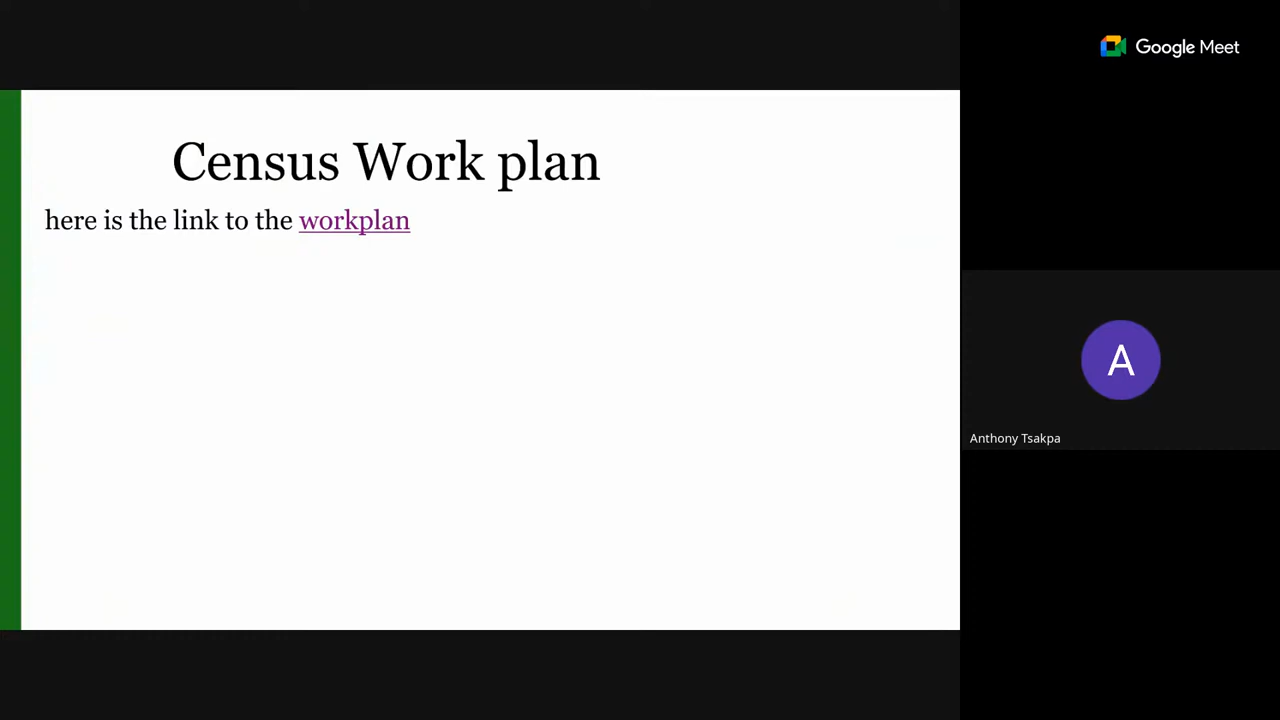 Google Meet
Census Work plan
here is the link to the workplan
A
Anthony Tsakpa